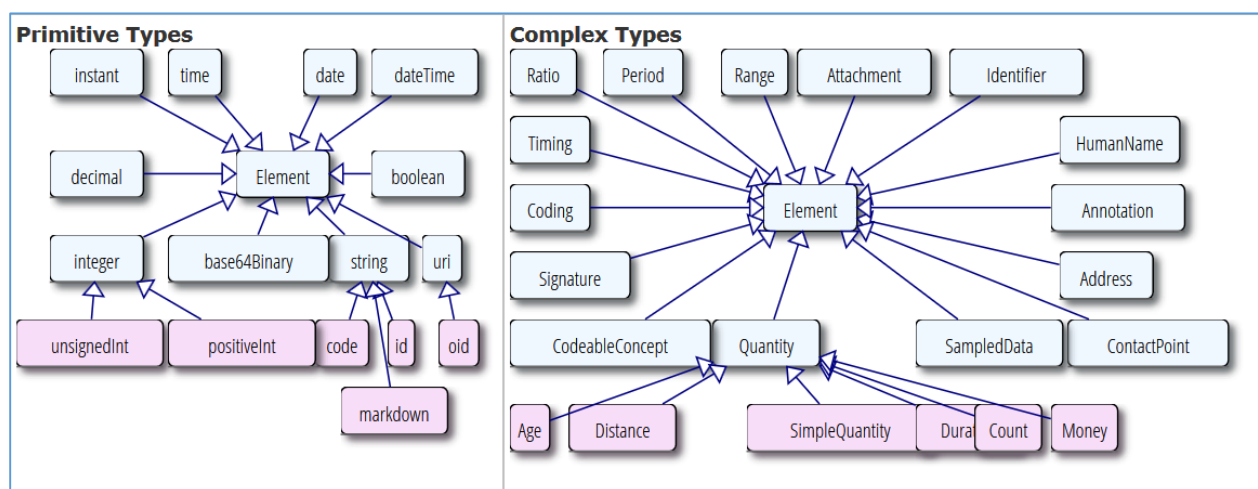 Primitive Types
instant
time
date
dateTime
decimal
Element
boolean
integer
base64Binary
string
uri
unsignedInt
positiveInt
code
id
oid
markdown
Complex Types
Ratio
Period
Range
Attachment
Identifier
Timing
HumanName
Coding
Element
Annotation
Signature
Address
CodeableConcept
Quantity
SampledData
ContactPoint
Age
Distance
SimpleQuantity
Durat
Count
Money